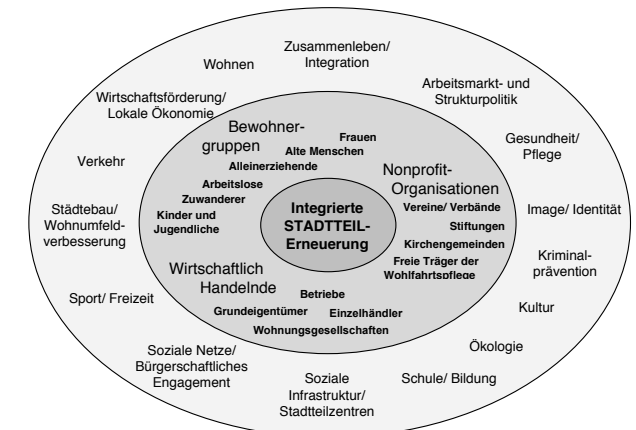 Zusammenleben/
Integration
Wohnen
Arbeitsmarkt- und
Strukturpolitik
Wirtschaftsförderung/
Lokale Ökonomie
Gesundheit/
Pflege
Verkehr
Image/ Identität
Städtebau/
Wohnumfeld-
verbesserung
Kriminal-
prävention
Sport/ Freizeit
Kultur
Ökologie
Soziale Netze/
Bürgerschaftliches
Engagement
Soziale
Infrastruktur/
Stadtteilzentren
Schule/ Bildung
Bewohner-
gruppen
Frauen
Alte Menschen
Alleinerziehende
Arbeitslose
Zuwanderer
Kinder und
Jugendliche
Nonprofit-
Organisationen
Vereine/ Verbände
Stiftungen
Kirchengemeinden
Freie Träger der
Wohlfahrtspflege
Integrierte
STADTTEIL-
Erneuerung
Wirtschaftlich
Handelnde
Betriebe
Grundeigentümer
Einzelhändler
Wohnungsgesellschaften